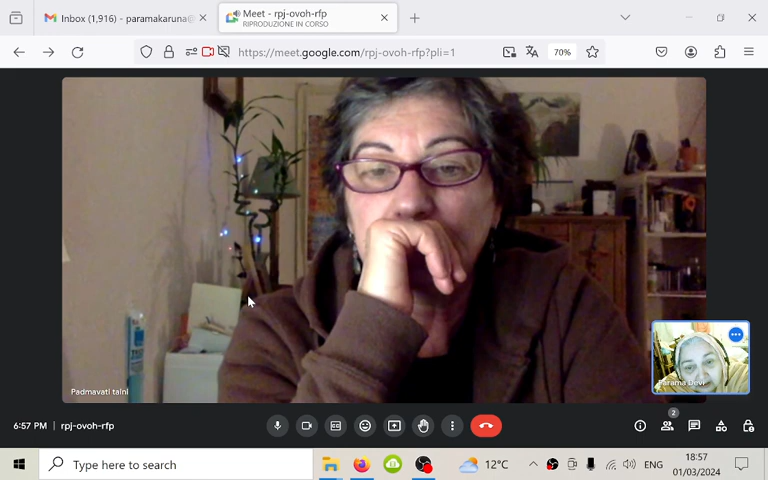 Inbox (1,916) - paramakaruna@
Meet - rpj-ovoh-rfp
RIPRODUZIONE IN CORSO
https://meet.google.com/rpj-ovoh-rfp?pli=1
70%
Padmavati taini
Parama Devi
6:57 PM | rpj-ovoh-rfp
2
Type here to search
12°C
ENG
18:57
01/03/2024